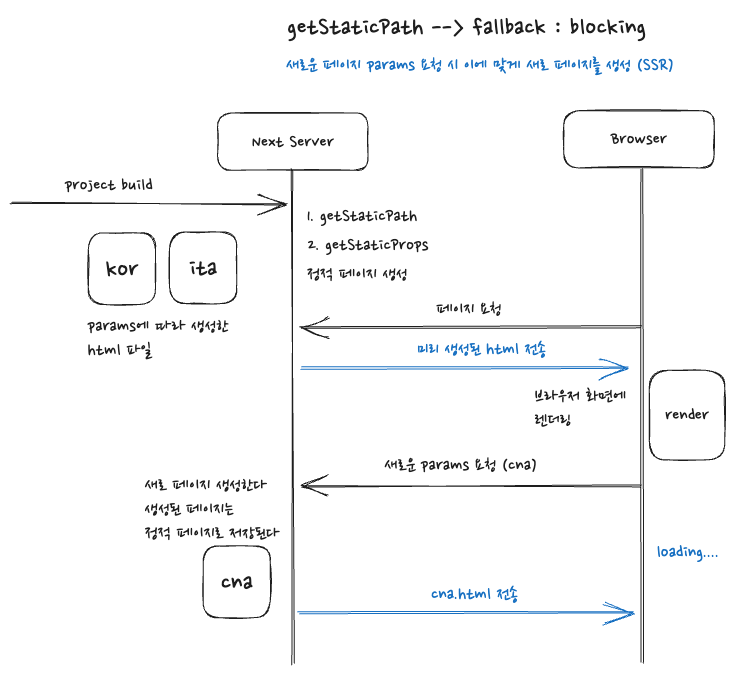 getStaticPath --> fallback : blocking
새로운 페이지 params 요청 시 이에 맞게 새로 페이지를 생성 (SSR)
Next Server
Browser
project build
1. getStaticPath
2. getStaticProps
정적 페이지 생성
kor
ita
params에 따라 생성한
html 파일
페이지 요청
미리 생성된 html 전송
브라우저 화면에
렌더링
render
새로운 params 요청 (cna)
새로 페이지 생성한다
생성된 페이지는
정적 페이지로 저장된다
loading....
cna
cna.html 전송